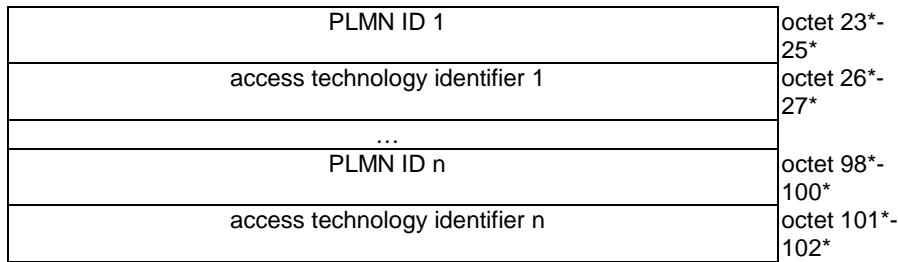 PLMN ID 1 octet 23*-
25*
access technology identifier 1 octet 26*-
27*
…
PLMN ID n octet 98*-
100*
access technology identifier n octet 101*-
102*